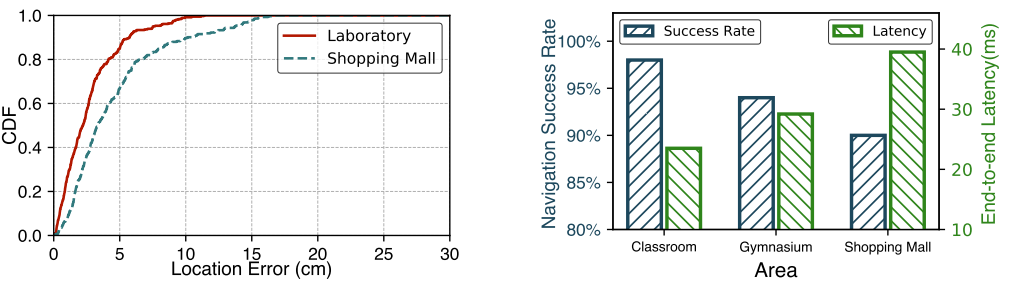 1.0
0.8
0.6
0.4
0.2
0.0
CDF
Laboratory
Shopping Mall
0 5 10 15 20 25 30
Location Error (cm)
Navigation Success Rate
100%
95%
90%
85%
80%
Success Rate
Latency
40
30
20
10
End-to-end Latency(ms)
Classroom Gymnasium Shopping Mall
Area